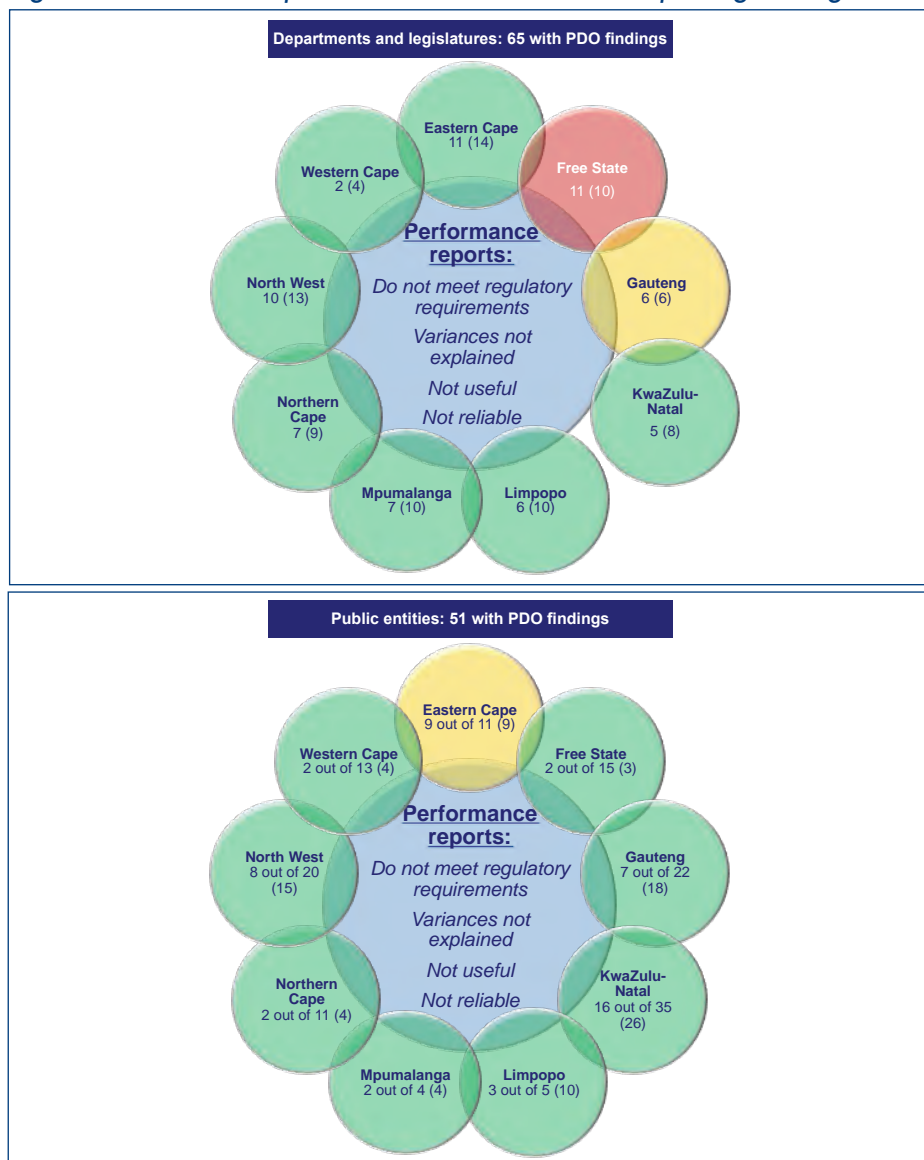 Departments and legislatures: 65 with PDO findings
Eastern Cape
11 (14)
Free State
11 (10)
Western Cape
2 (4)
Performance
reports:
Do not meet regulatory
requirements
Variances not
explained
Not useful
Not reliable
North West
10 (13)
Gauteng
6 (6)
Northern
Cape
7 (9)
KwaZulu-
Natal
5 (8)
Mpumalanga
7 (10)
Limpopo
6 (10)
Public entities: 51 with PDO findings
Eastern Cape
9 out of 11 (9)
Western Cape
2 out of 13 (4)
Free State
2 out of 15 (3)
Performance
reports:
Do not meet regulatory
requirements
Variances not
explained
Not useful
Not reliable
North West
8 out of 20
(15)
Gauteng
7 out of 22
(18)
Northern
Cape
2 out of 11 (4)
KwaZulu-
Natal
16 out of 35
(26)
Mpumalanga
2 out of 4 (4)
Limpopo
3 out of 5 (10)